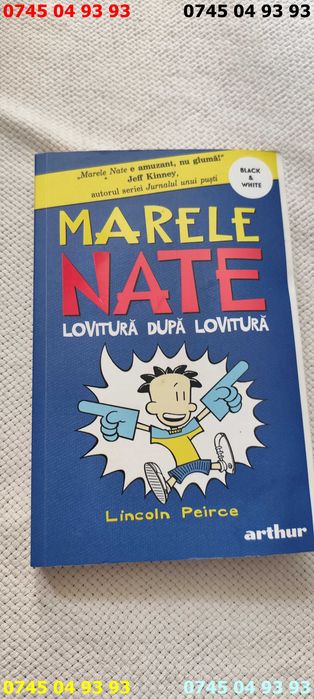 0745 04 93 93 0745 04 93 93
„Marele Nate e amuzant, nu glumă!”
Jeff Kinney,
autorul seriei Jurnalul unui puști
BLACK
&
WHITE
MARELE
NATE
LOVITURĂ DUPĂ LOVITURĂ
Lincoln Peirce
arthur
0745 04 93 93 0745 04 93 93